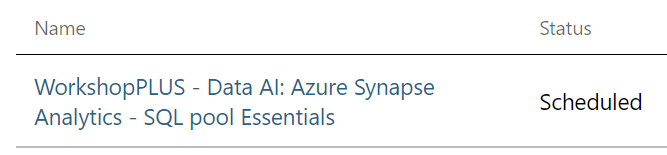 Name Status
WorkshopPLUS - Data AI: Azure Synapse
Analytics - SQL pool Essentials
Scheduled